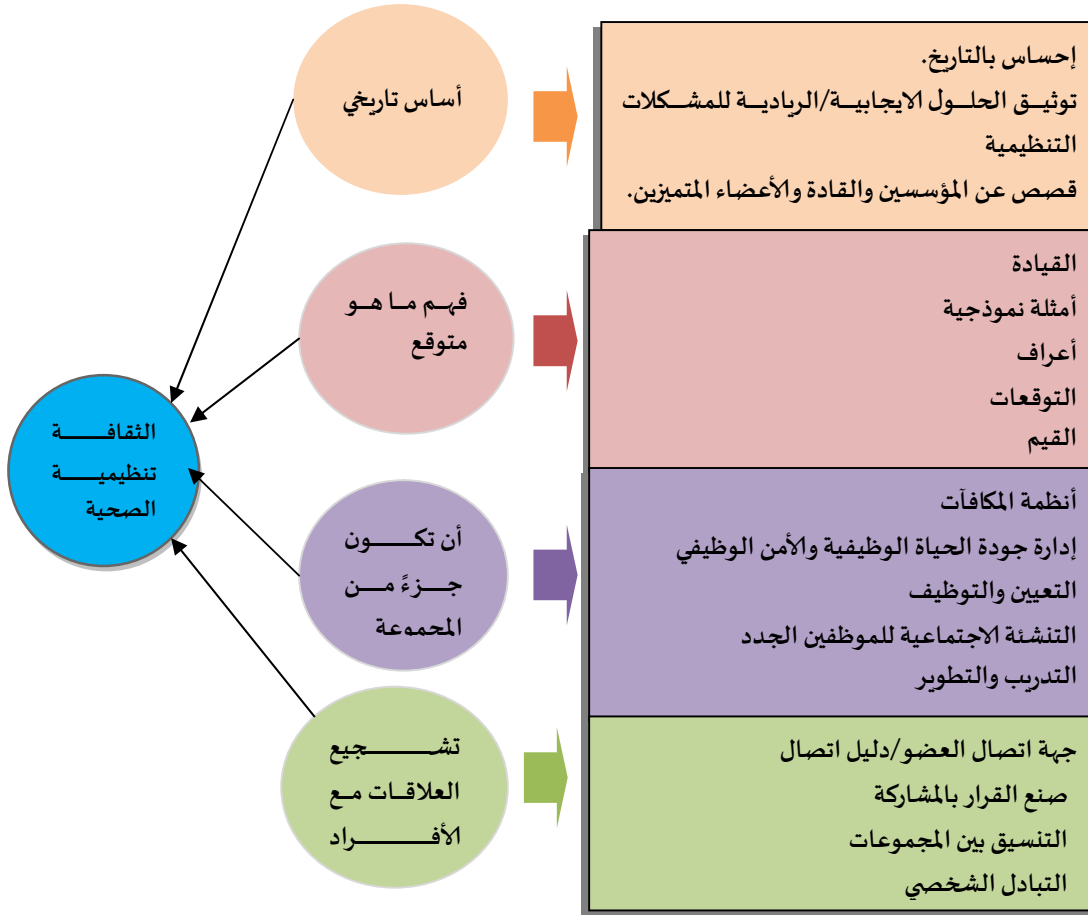 أساس تاريخي
إحساس بالتاريخ.
توثيق الحلول الايجابية/الريادية للمشكلات
التنظيمية
قصص عن المؤسسين والقادة والأعضاء المتميزين.
فهم ما هو
متوقع
القيادة
أمثلة نموذجية
أعراف
التوقعات
القيم
الثقافة
تنظيمية
الصحية
أن تكون
جزءً من
المحموعة
أنظمة المكافآت
إدارة جودة الحياة الوظيفية والأمن الوظيفي
التعيين والتوظيف
التنشئة الاجتماعية للموظفين الجدد
التدريب والتطوير
تشجيع
العلاقات مع
الأفراد
جهة اتصال العضو/دليل اتصال
صنع القرار بالمشاركة
التنسيق بين المجموعات
التبادل الشخصي